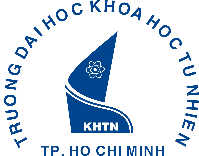 TRUONG DAI HOC KHOA HOC TU NHIEN
KHTN
TP. HO CHI MINH